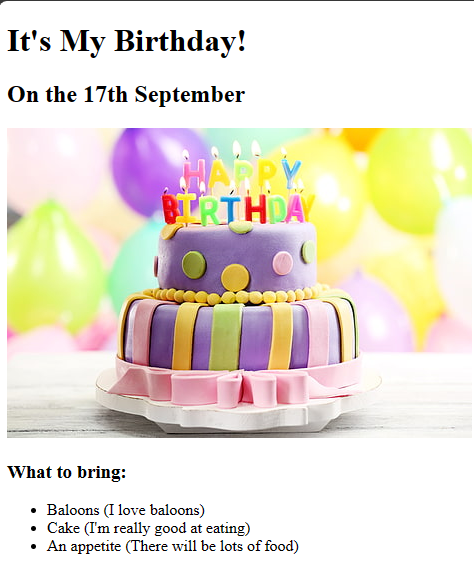 It's My Birthday!
On the 17th September
HAPPY
BIRTHDAY
What to bring:
Baloons (I love baloons)
Cake (I'm really good at eating)
An appetite (There will be lots of food)